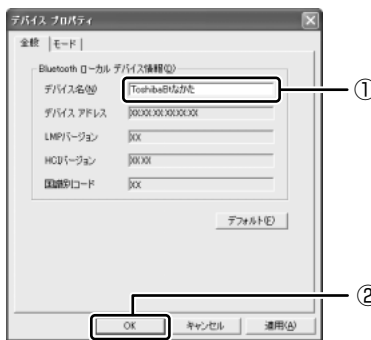 デバイス プロパティ
全般 モード
Bluetooth ローカル デバイス情報(D)
デバイス名(N) ToshibaBtなかた ①
デバイス アドレス XX:XX:XX:XX:XX:XX
LMPバージョン XX
HCIバージョン XX XX
国識別コード XX
デフォルト(E)
②
OK キャンセル 適用(A)